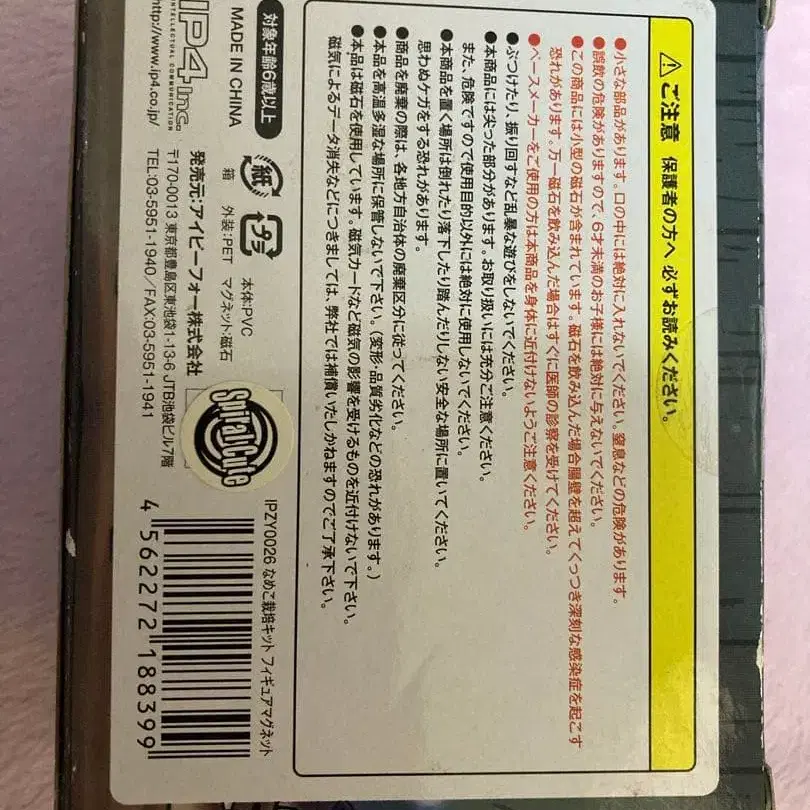 ⚠ご注意 保護者の方へ 必ずお読みください。
●小さな部品があります。口の中には絶対に入れないでください。窒息などの危険があります。
●誤飲の危険がありますので、6才未満のお子様には絶対に与えないでください。
●この商品には小型の磁石が含まれています。磁石を飲み込んだ場合腸壁を超えてくっつき深刻な感染症を起こす
恐れがあります。万一磁石を飲み込んだ場合はすぐに医師の診察を受けてください。
●ペースメーカーをご使用の方は本商品を身体に近付けないようご注意ください。
●ぶつけたり、振り回すなど乱暴な遊びをしないでください。
●本商品には尖った部分があります。お取り扱いには充分ご注意ください。
また、危険ですので使用目的以外には絶対に使用しないでください。
●本商品を置く場所は倒れたり落下したり踏んだりしない安全な場所に置いてください。
思わぬケガをする恐れがあります。
●商品を廃棄の際は、各地方自治体の廃棄区分に従ってください。
●本品を高温多湿な場所に保管しないで下さい。(変形・品質劣化などの恐れがあります。)
●本品は磁石を使用しています。磁気カードなど磁気の影響を受けるものを近付けないで下さい。
磁気によるデータ消失などにつきましては、弊社では補償いたしかねますのでご了承下さい。
対象年齢6歳以上
MADE IN CHINA
紙
箱
プラ
外装:PET
本体:PVC
マグネット:磁石
IP4 inc.
INTELLECTUAL COMMUNICATION
http://www.ip4.co.jp/
発売元:アイピーフォー株式会社
〒170-0013 東京都豊島区東池袋1-13-6 JTB池袋ビル7階
TEL:03-5951-1940/FAX:03-5951-1941
SpiralCute
IPZY0026 なめこ栽培キット フィギュアマグネット
4 562272 188399